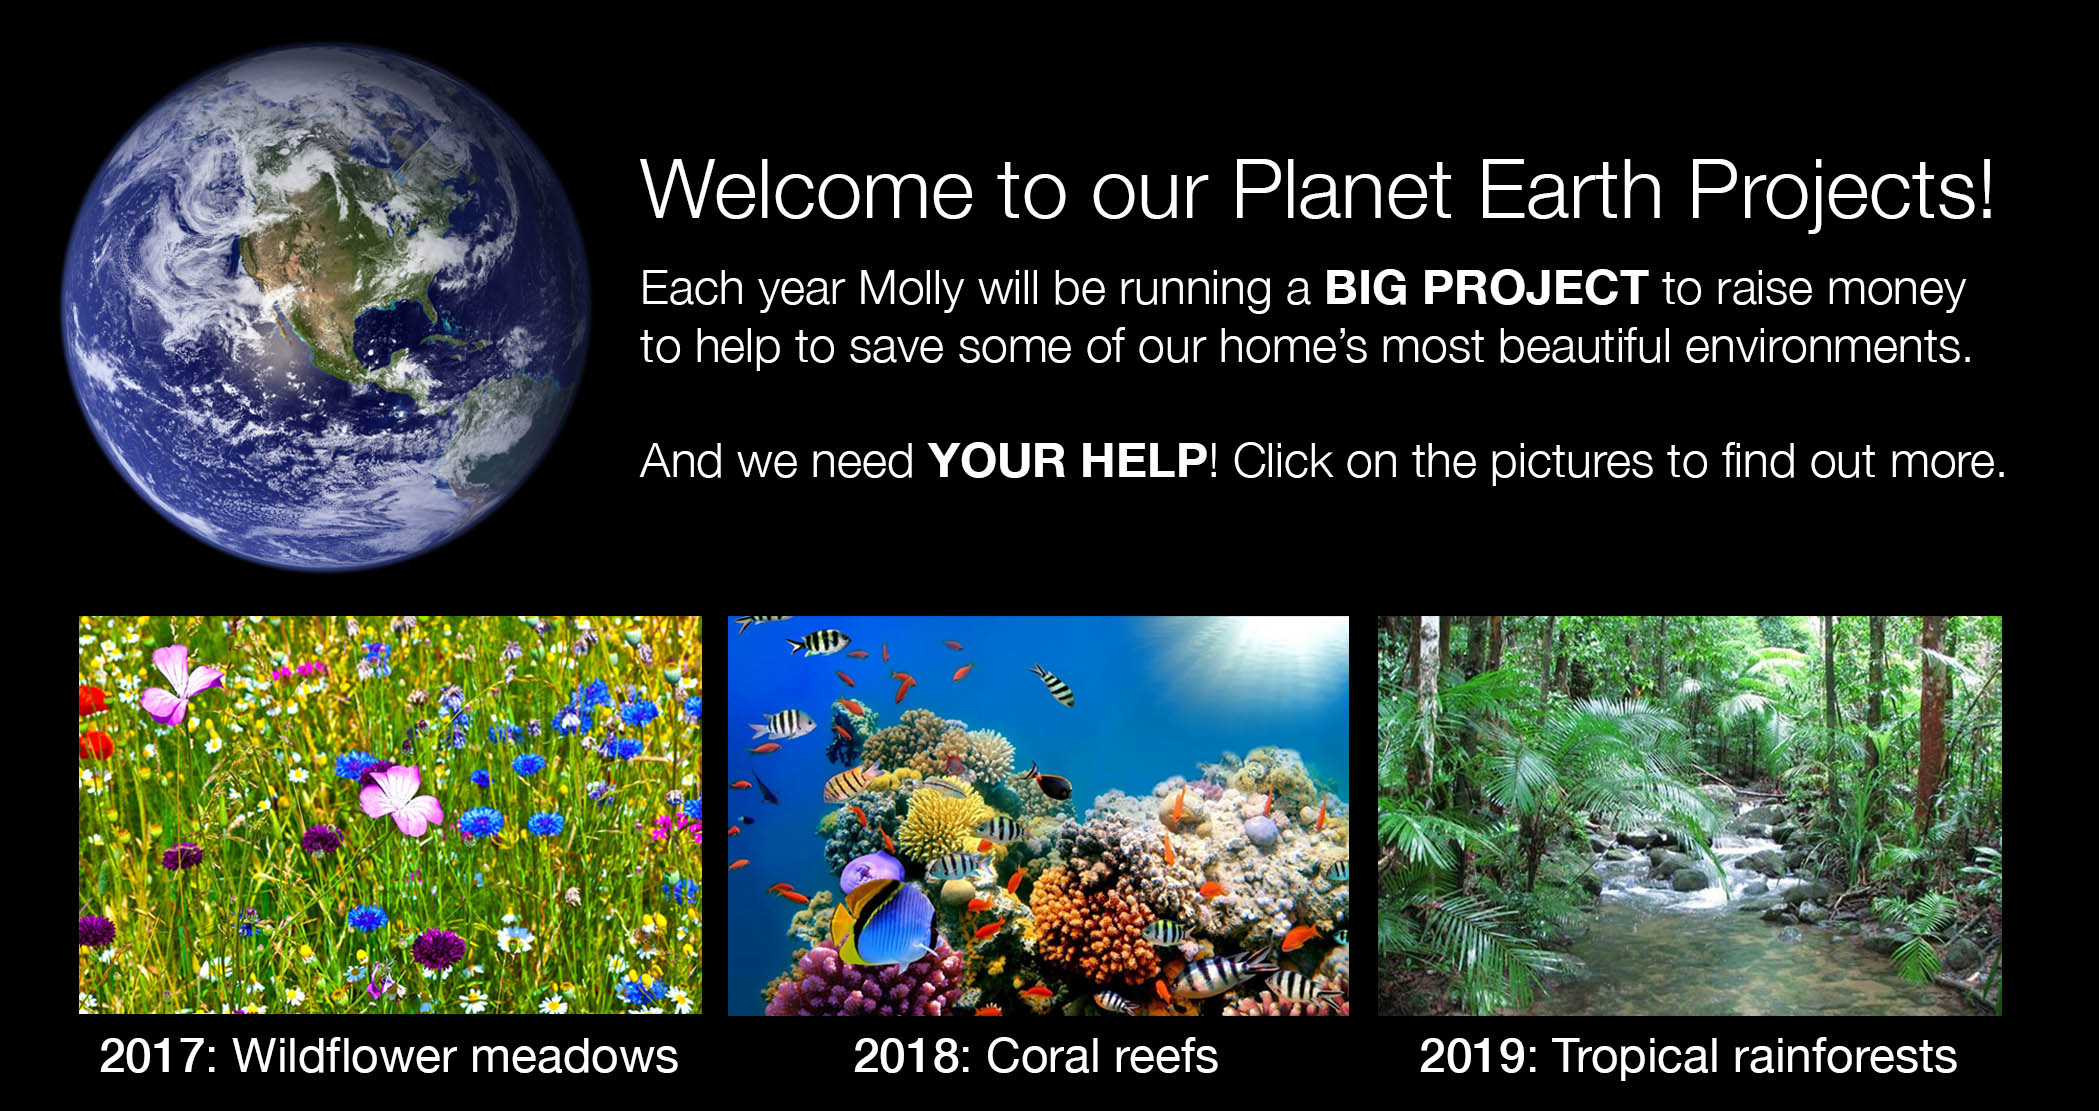 Welcome to our Planet Earth Projects!
Each year Molly will be running a BIG PROJECT to raise money
to help to save some of our home’s most beautiful environments.
And we need YOUR HELP! Click on the pictures to find out more.
2017: Wildflower meadows
2018: Coral reefs
2019: Tropical rainforests